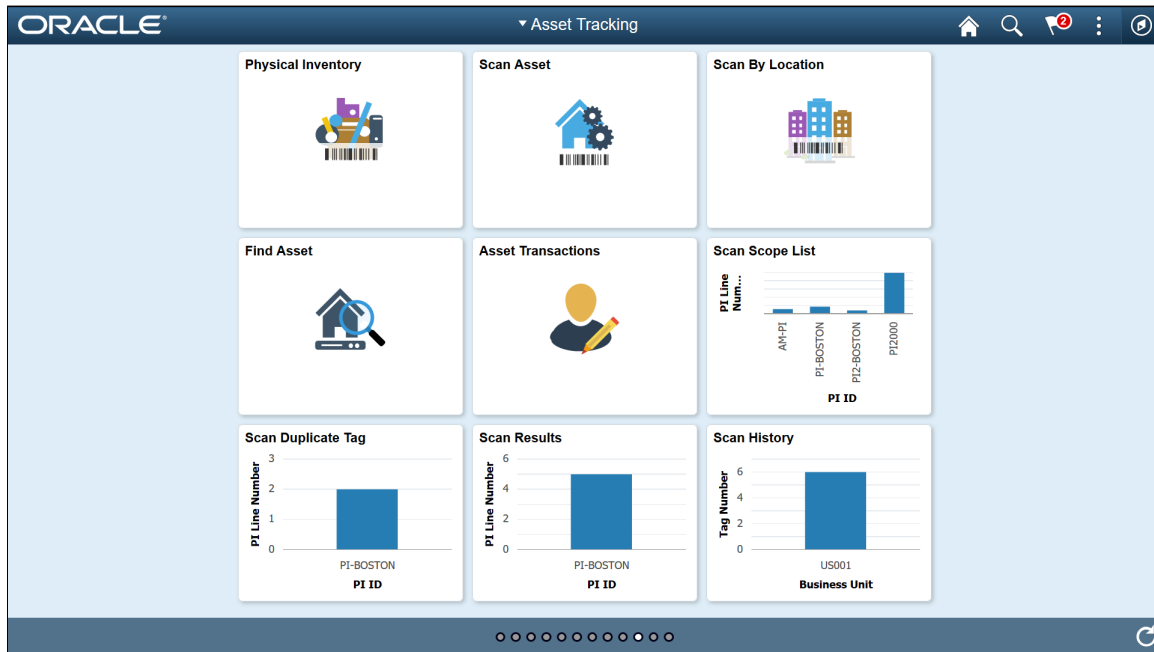 ORACLE®
Asset Tracking
2
Physical Inventory
Scan Asset
Scan By Location
Find Asset
Asset Transactions
Scan Scope List
PI Line
Num...
AM-PI
PI-BOSTON
PI2-BOSTON
PI2000
PI ID
Scan Duplicate Tag
PI Line Number
3
2
1
0
PI-BOSTON
PI ID
Scan Results
PI Line Number
6
4
2
0
PI-BOSTON
PI ID
Scan History
Tag Number
6
4
2
0
US001
Business Unit